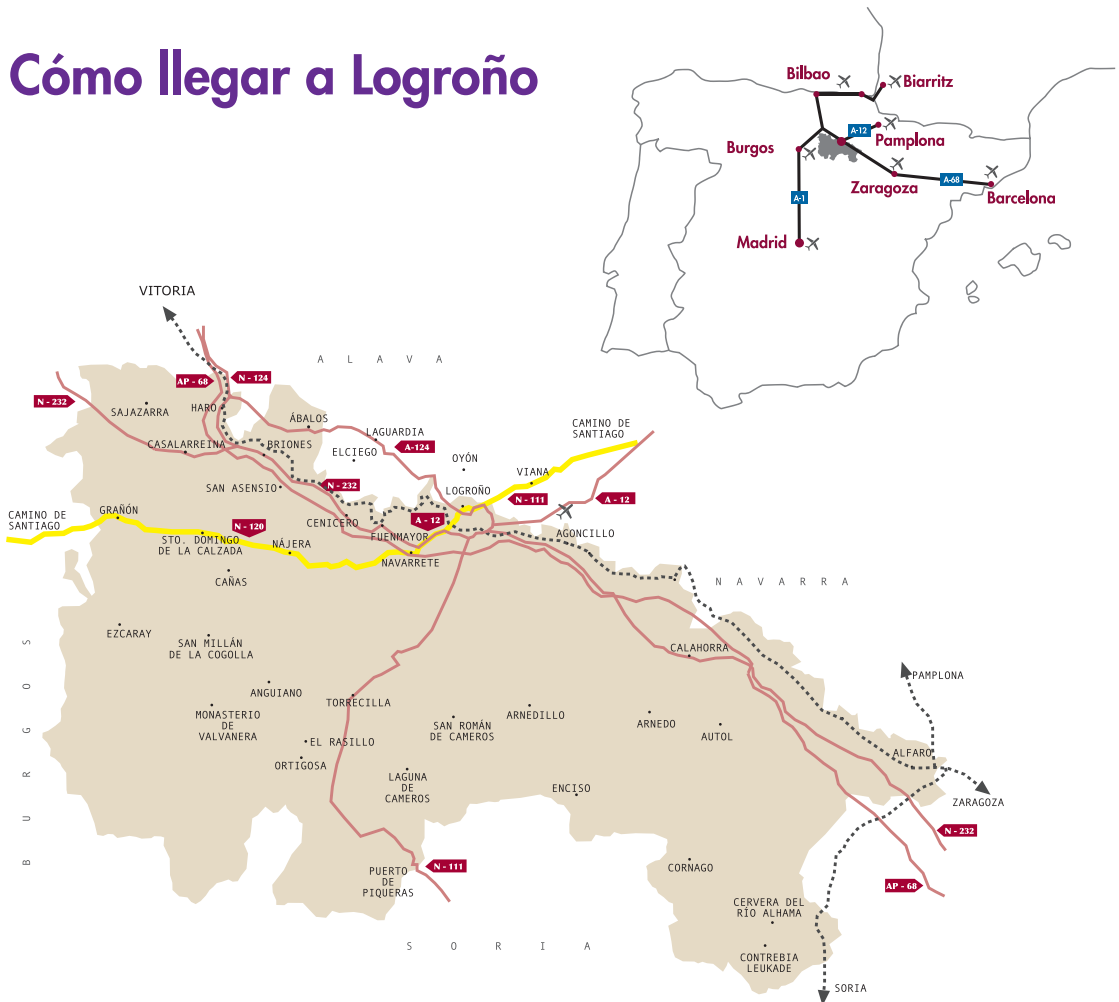 Cómo llegar a Logroño
Bilbao
Biarritz
A-12
Pamplona
Burgos
Zaragoza
A-68
Barcelona
A-1
Madrid
VITORIA
A L A V A
N - 124
AP - 68
N - 232
SAJAZARRA
HARO
ÁBALOS
LAGUARDIA
CAMINO DE
SANTIAGO
CASALARREINA
BRIONES
ELCIEGO
A-124
OYÓN
VIANA
SAN ASENSIO
N - 232
LOGROÑO
N - 111
A - 12
CAMINO DE
SANTIAGO
GRAÑÓN
N - 120
CENICERO
A - 12
AGONCILLO
STO. DOMINGO
DE LA CALZADA
NÁJERA
FUENMAYOR
NAVARRETE
CAÑAS
N A V A R R A
EZCARAY
SAN MILLÁN
DE LA COGOLLA
CALAHORRA
B U R G O S
ANGUIANO
TORRECILLA
PAMPLONA
MONASTERIO
DE
VALVANERA
ARNEDILLO
SAN ROMÁN
DE CAMEROS
ARNEDO
AUTOL
EL RASILLO
ORTIGOSA
ALFARO
LAGUNA
DE
CAMEROS
ENCISO
ZARAGOZA
N - 232
N - 111
PUERTO
DE
PIQUERAS
CORNAGO
AP - 68
CERVERA DEL
RÍO ALHAMA
S O R I A
CONTREBIA
LEUKADE
SORIA